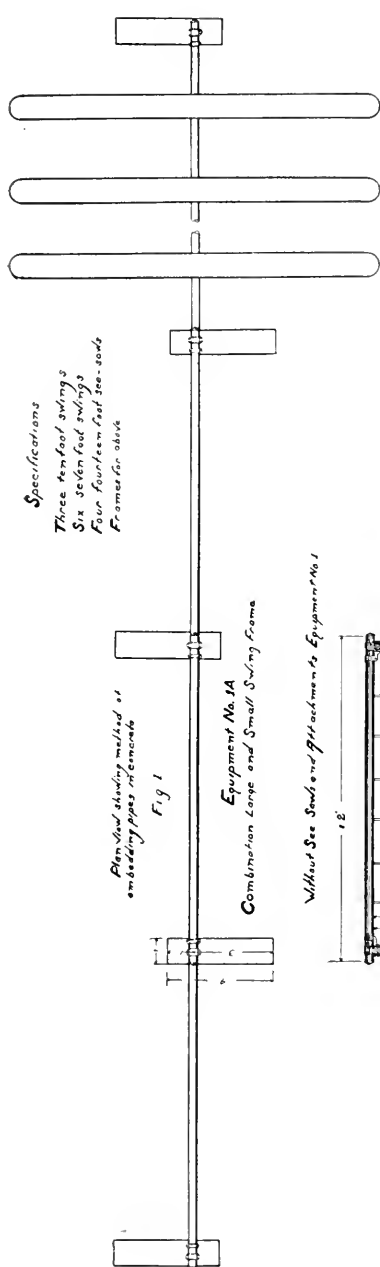 Specifications
Three ten foot swings
Six seven foot swings
Four fourteen foot see-saws
Frames for above
Plan view showing method of
embedding pipes in concrete
Fig 1
Equipment No. 1A
Combination Large and Small Swing Frame
Without See Saws and Attachments Equipment No 1
12'